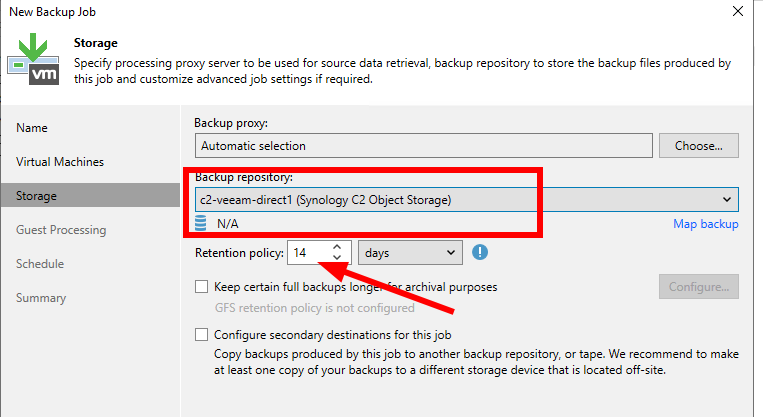 New Backup Job
Storage
Specify processing proxy server to be used for source data retrieval, backup repository to store the backup files produced by
this job and customize advanced job settings if required.
vm
Name
Virtual Machines
Storage
Guest Processing
Schedule
Summary
Backup proxy:
Automatic selection
Choose...
Backup repository:
c2-veeam-direct1 (Synology C2 Object Storage)
N/A
Map backup
Retention policy: 14 days
Keep certain full backups longer for archival purposes
Configure...
GFS retention policy is not configured
Configure secondary destinations for this job
Copy backups produced by this job to another backup repository, or tape. We recommend to make
at least one copy of your backups to a different storage device that is located off-site.